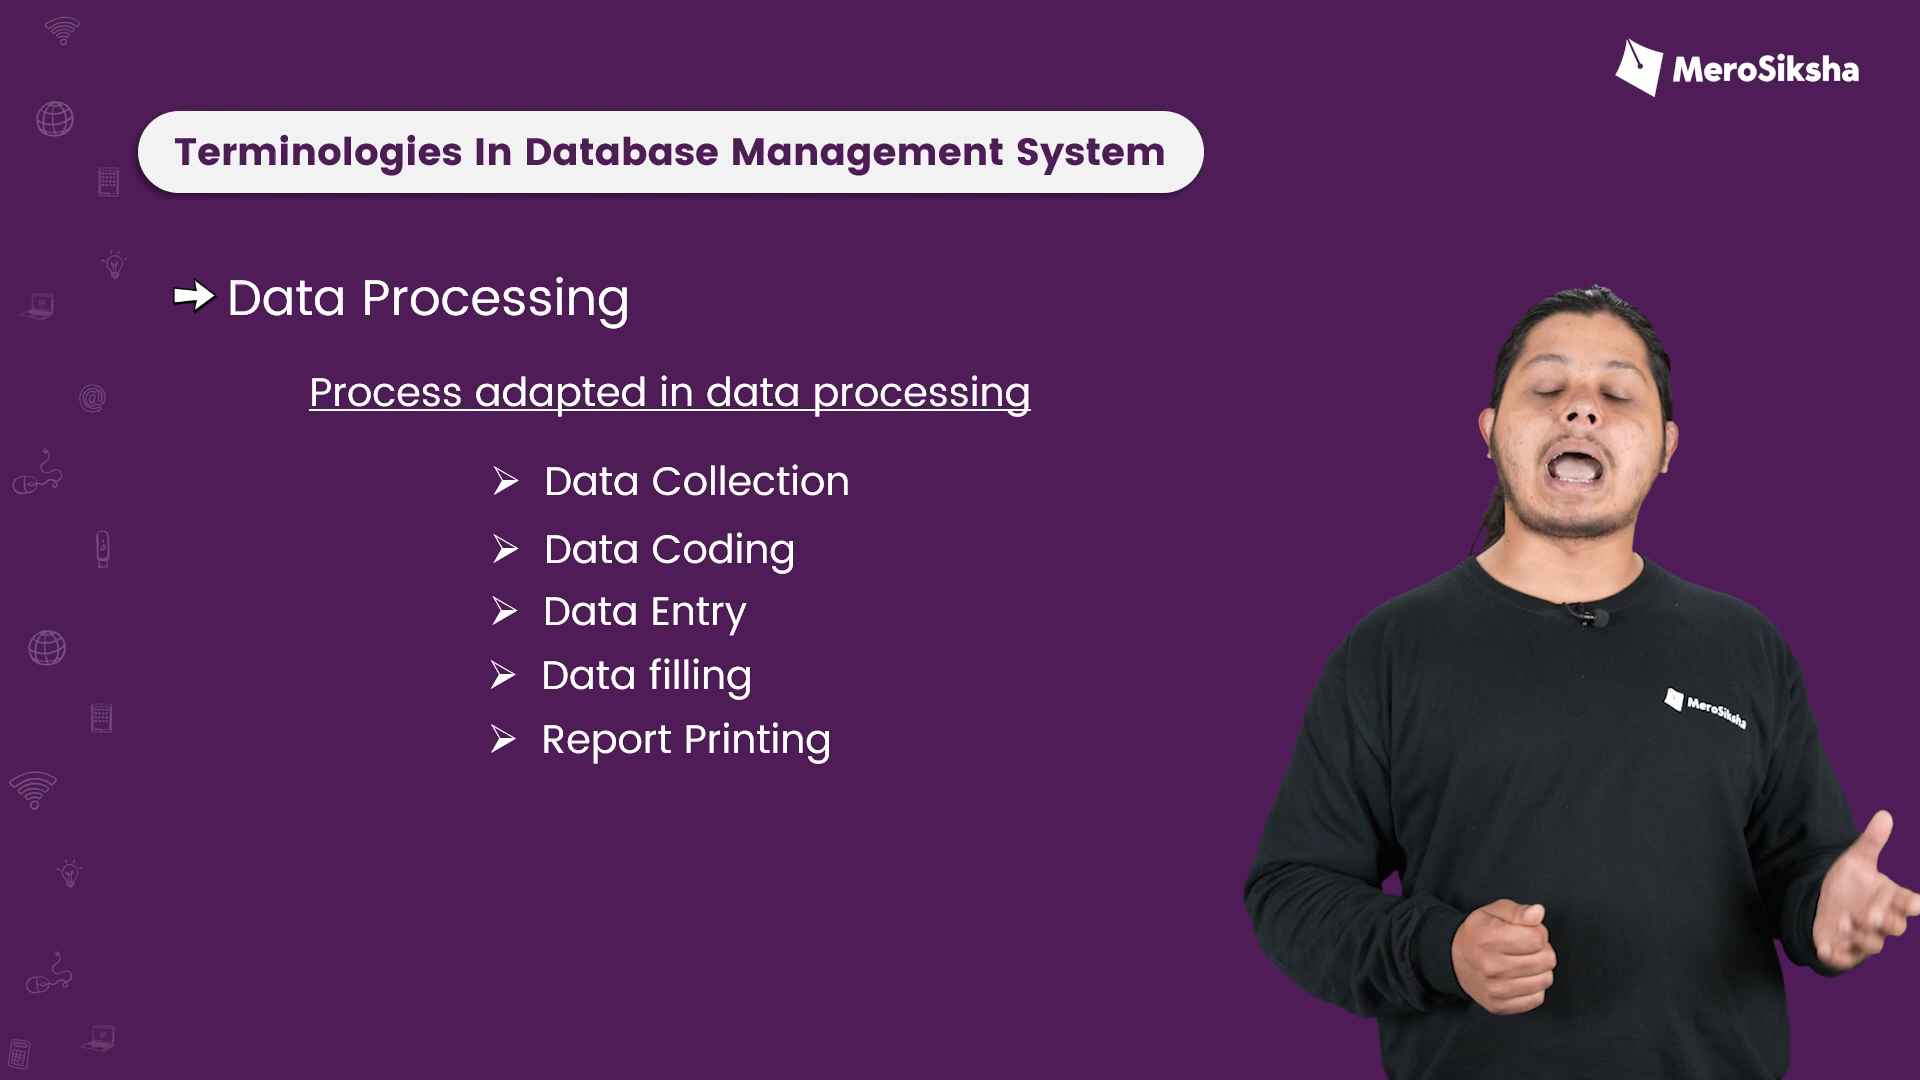 MeroSiksha
Terminologies In Database Management System
Data Processing
Process adapted in data processing
Data Collection
Data Coding
Data Entry
Data filling
Report Printing
MeroSiksha